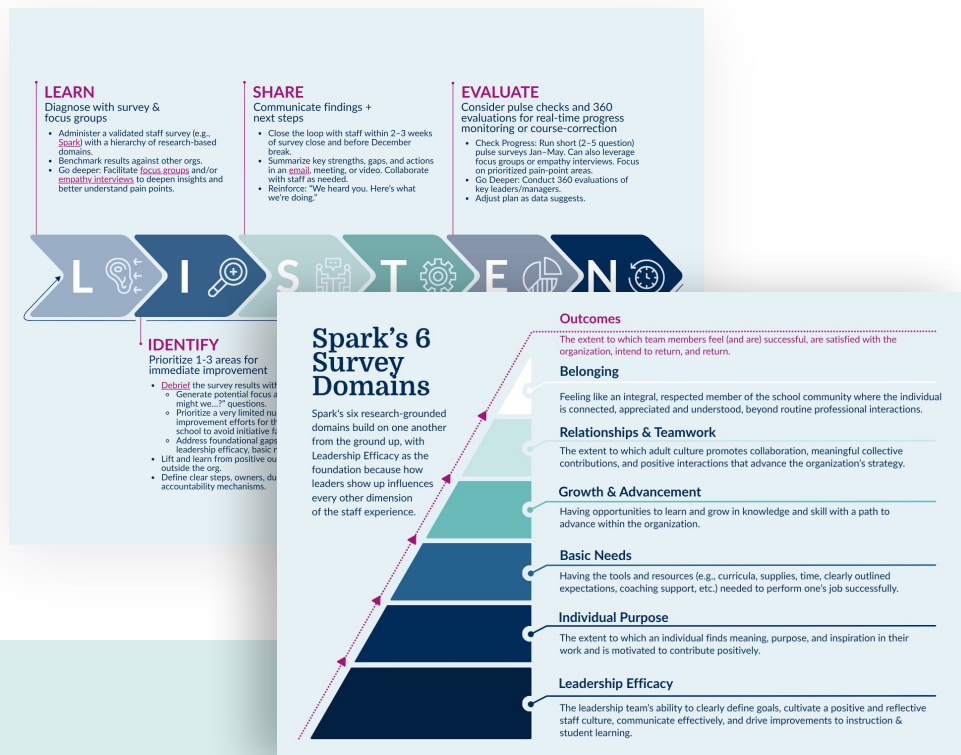 LEARN
Diagnose with survey &
focus groups
• Administer a validated staff survey (e.g.,
Spark) with a hierarchy of research-based
domains.
• Benchmark results against other orgs.
• Go deeper: Facilitate focus groups and/or
empathy interviews to deepen insights and
better understand pain points.
SHARE
Communicate findings +
next steps
• Close the loop with staff within 2–3 weeks
of survey close and before December
break.
• Summarize key strengths, gaps, and actions
in an email, meeting, or video. Collaborate
with staff as needed.
• Reinforce: “We heard you. Here’s what
we’re doing.”
EVALUATE
Consider pulse checks and 360
evaluations for real-time progress
monitoring or course-correction
• Check Progress: Run short (2–5 question)
pulse surveys Jan–May. Can also leverage
focus groups or empathy interviews. Focus
on prioritized pain-point areas.
• Go Deeper: Conduct 360 evaluations of
key leaders/managers.
• Adjust plan as data suggests.
L I S T E N
IDENTIFY
Prioritize 1-3 areas for
immediate improvement
• Debrief the survey results with
Generate potential focus a
might we...?” questions.
Prioritize a very limited nu
improvement efforts for th
school to avoid initiative fa
Address foundational gaps
leadership efficacy, basic n
• Lift and learn from positive ou
outside the org.
• Define clear steps, owners, du
accountability mechanisms.
Spark’s 6
Survey
Domains
Spark’s six research-grounded
domains build on one another
from the ground up, with
Leadership Efficacy as the
foundation because how
leaders show up influences
every other dimension
of the staff experience.
Outcomes
The extent to which team members feel (and are) successful, are satisfied with the
organization, intend to return, and return.
Belonging
Feeling like an integral, respected member of the school community where the individual
is connected, appreciated and understood, beyond routine professional interactions.
Relationships & Teamwork
The extent to which adult culture promotes collaboration, meaningful collective
contributions, and positive interactions that advance the organization’s strategy.
Growth & Advancement
Having opportunities to learn and grow in knowledge and skill with a path to
advance within the organization.
Basic Needs
Having the tools and resources (e.g., curricula, supplies, time, clearly outlined
expectations, coaching support, etc.) needed to perform one’s job successfully.
Individual Purpose
The extent to which an individual finds meaning, purpose, and inspiration in their
work and is motivated to contribute positively.
Leadership Efficacy
The leadership team’s ability to clearly define goals, cultivate a positive and reflective
staff culture, communicate effectively, and drive improvements to instruction &
student learning.